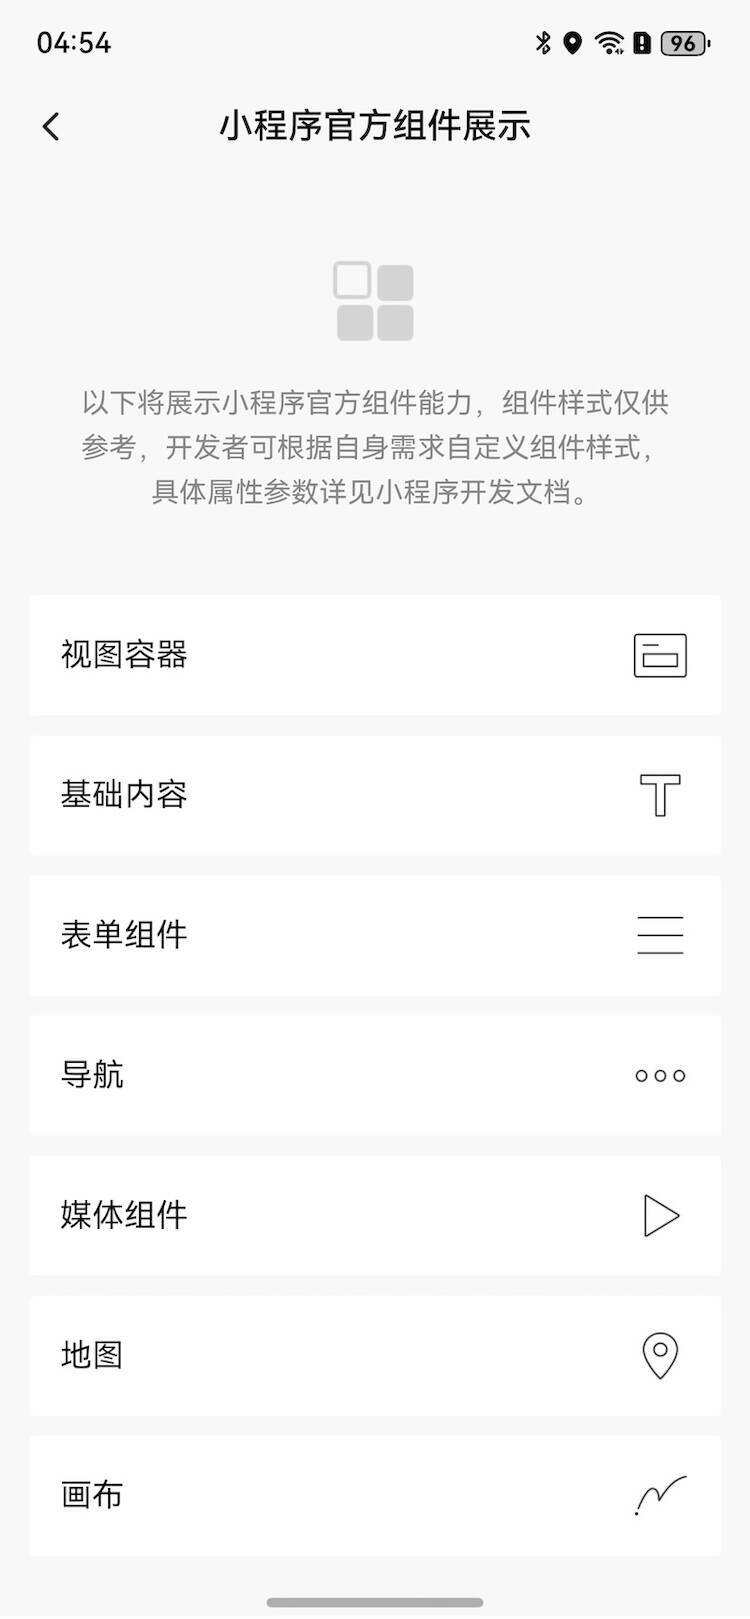 04:54
96
小程序官方组件展示
以下将展示小程序官方组件能力，组件样式仅供
参考，开发者可根据自身需求自定义组件样式，
具体属性参数详见小程序开发文档。
视图容器
基础内容
表单组件
导航
媒体组件
地图
画布